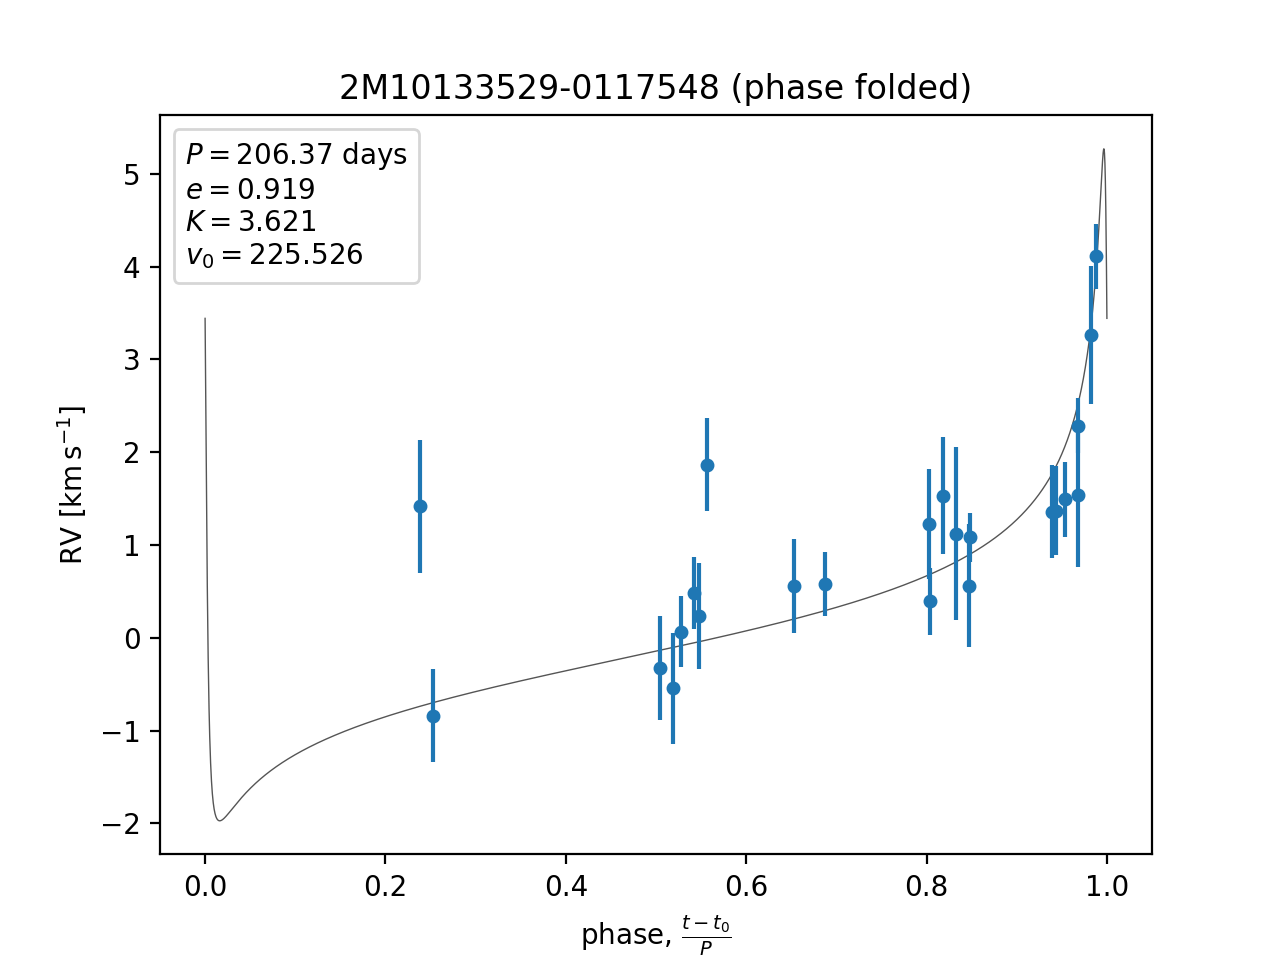 2M10133529-0117548 (phase folded)
P = 206.37 days
e = 0.919
K = 3.621
v₀ = 225.526
5
4
3
2
1
0
−1
−2
RV [km s⁻¹]
0.0 0.2 0.4 0.6 0.8 1.0
phase, (t − t₀)/P